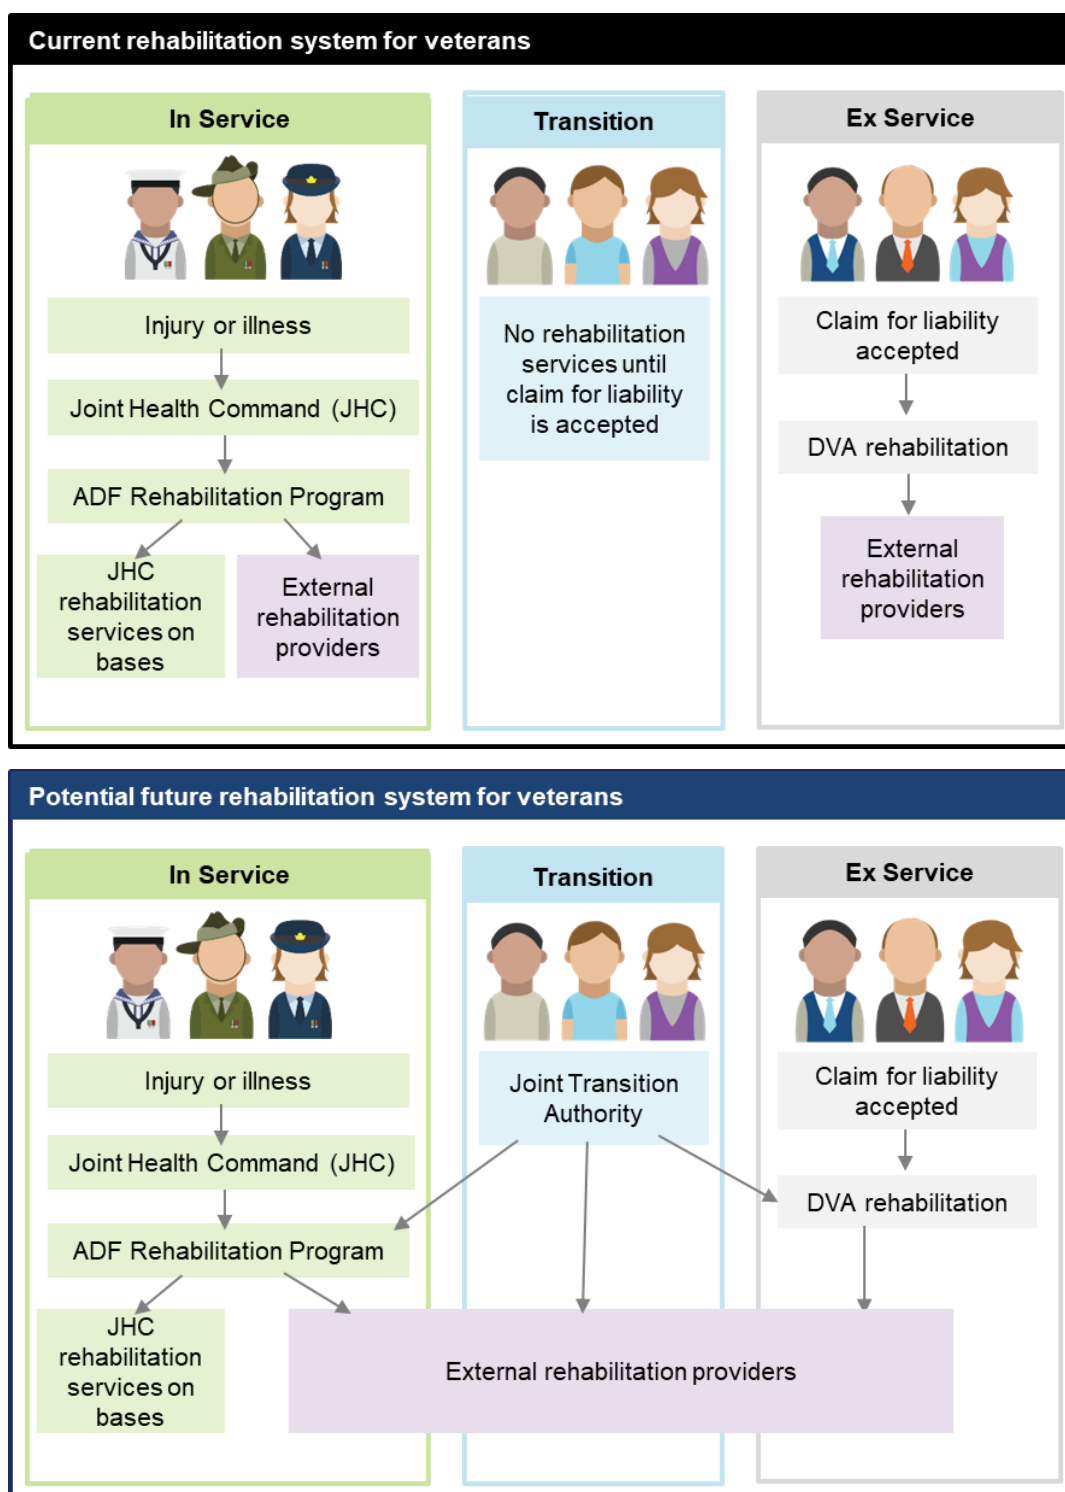 Current rehabilitation system for veterans
In Service
Injury or illness
Joint Health Command (JHC)
ADF Rehabilitation Program
JHC
rehabilitation
services on
bases
External
rehabilitation
providers
Transition
No rehabilitation
services until
claim for liability
is accepted
Ex Service
Claim for liability
accepted
DVA rehabilitation
External
rehabilitation
providers
Potential future rehabilitation system for veterans
In Service
Injury or illness
Joint Health Command (JHC)
ADF Rehabilitation Program
JHC
rehabilitation
services on
bases
Transition
Joint Transition
Authority
Ex Service
Claim for liability
accepted
DVA rehabilitation
External rehabilitation providers